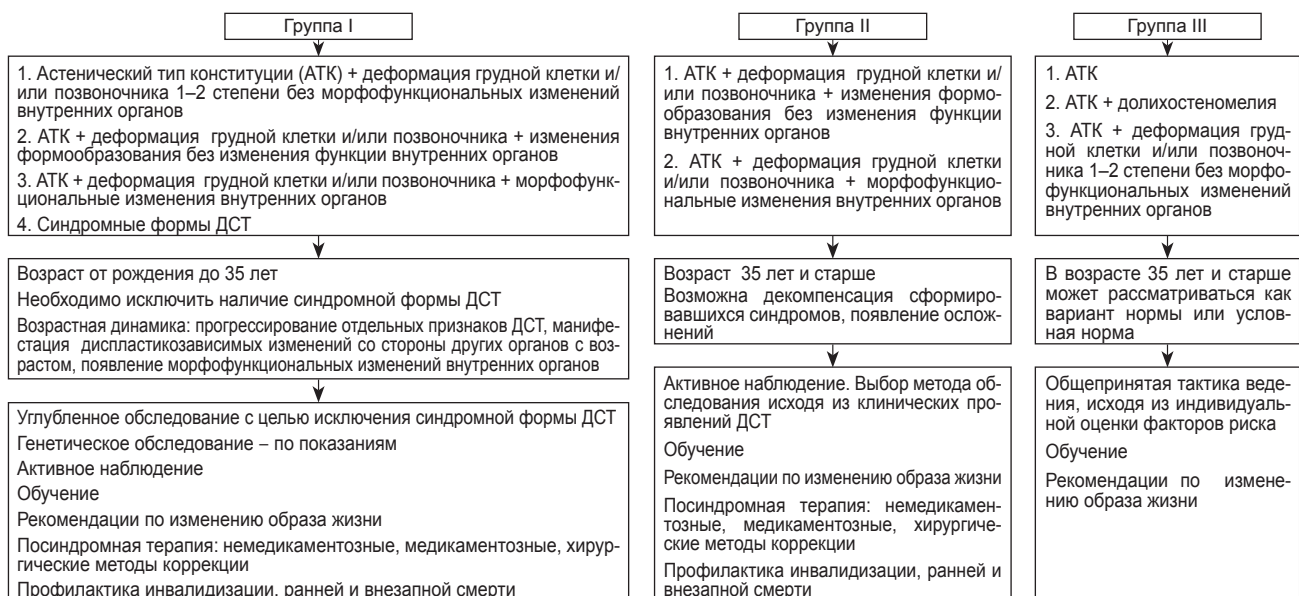 Группа I
1. Астенический тип конституции (АТК) + деформация грудной клетки и/
или позвоночника 1–2 степени без морфофункциональных изменений
внутренних органов
2. АТК + деформация грудной клетки и/или позвоночника + изменения
формообразования без изменения функции внутренних органов
3. АТК + деформация грудной клетки и/или позвоночника + морфофунк-
циональные изменения внутренних органов
4. Синдромные формы ДСТ
Возраст от рождения до 35 лет
Необходимо исключить наличие синдромной формы ДСТ
Возрастная динамика: прогрессирование отдельных признаков ДСТ, манифе-
стация диспластикозависимых изменений со стороны других органов с воз-
растом, появление морфофункциональных изменений внутренних органов
Углубленное обследование с целью исключения синдромной формы ДСТ
Генетическое обследование – по показаниям
Активное наблюдение
Обучение
Рекомендации по изменению образа жизни
Посиндромная терапия: немедикаментозные, медикаментозные, хирур-
гические методы коррекции
Профилактика инвалидизации, ранней и внезапной смерти
Группа II
1. АТК + деформация грудной клетки и/
или позвоночника + изменения формо-
образования без изменения функции
внутренних органов
2. АТК + деформация грудной клетки
и/или позвоночника + морфофункцио-
нальные изменения внутренних органов
Возраст 35 лет и старше
Возможна декомпенсация сформиро-
вавшихся синдромов, появление ослож-
нений
Активное наблюдение. Выбор метода об-
следования исходя из клинических про-
явлений ДСТ
Обучение
Рекомендации по изменению образа жизни
Посиндромная терапия: немедикамен-
тозные, медикаментозные, хирургиче-
ские методы коррекции
Профилактика инвалидизации, ранней и
внезапной смерти
Группа III
1. АТК
2. АТК + долихостеномелия
3. АТК + деформация груд-
ной клетки и/или позвоноч-
ника 1–2 степени без морфо-
функциональных изменений
внутренних органов
В возрасте 35 лет и старше
может рассматриваться как
вариант нормы или услов-
ная норма
Общепринятая тактика веде-
ния, исходя из индивидуаль-
ной оценки факторов риска
Обучение
Рекомендации по измене-
нию образа жизни